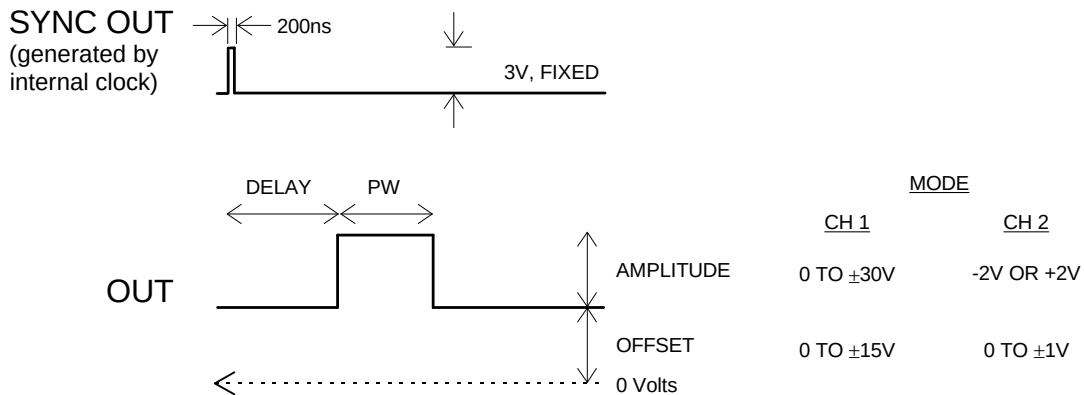 SYNC OUT
(generated by
internal clock)
200ns
3V, FIXED
DELAY
PW
OUT
AMPLITUDE
OFFSET
0 Volts
MODE
CH 1 CH 2
0 TO ±30V -2V OR +2V
0 TO ±15V 0 TO ±1V